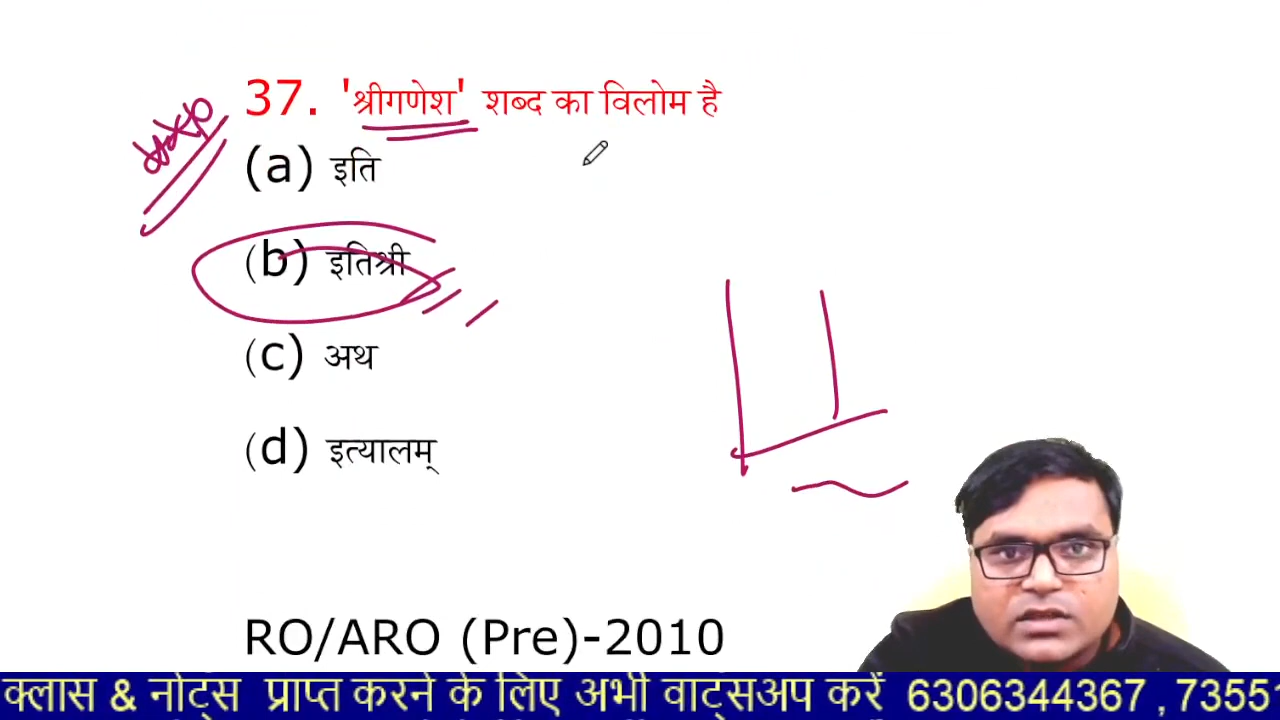 37. 'श्रीगणेश' शब्द का विलोम है
(a) इति
(b) इतिश्री
(c) अथ
(d) इत्यालम्
RO/ARO (Pre)-2010
क्लास & नोट्स प्राप्त करने के लिए अभी वाट्सअप करें 6306344367 , 7355